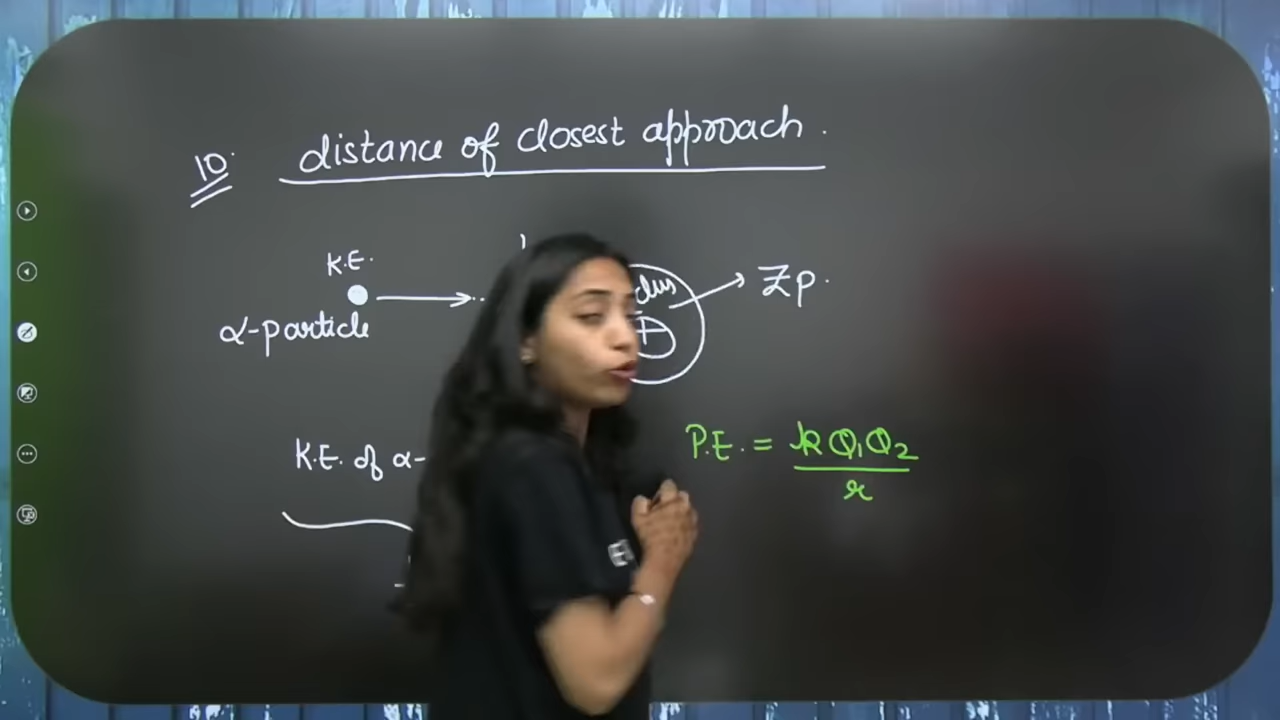 10.
distance of closest approach.
K.E.
α-particle
Zp.
+
K.E. of α-
P.E. = kQ₁Q₂
r